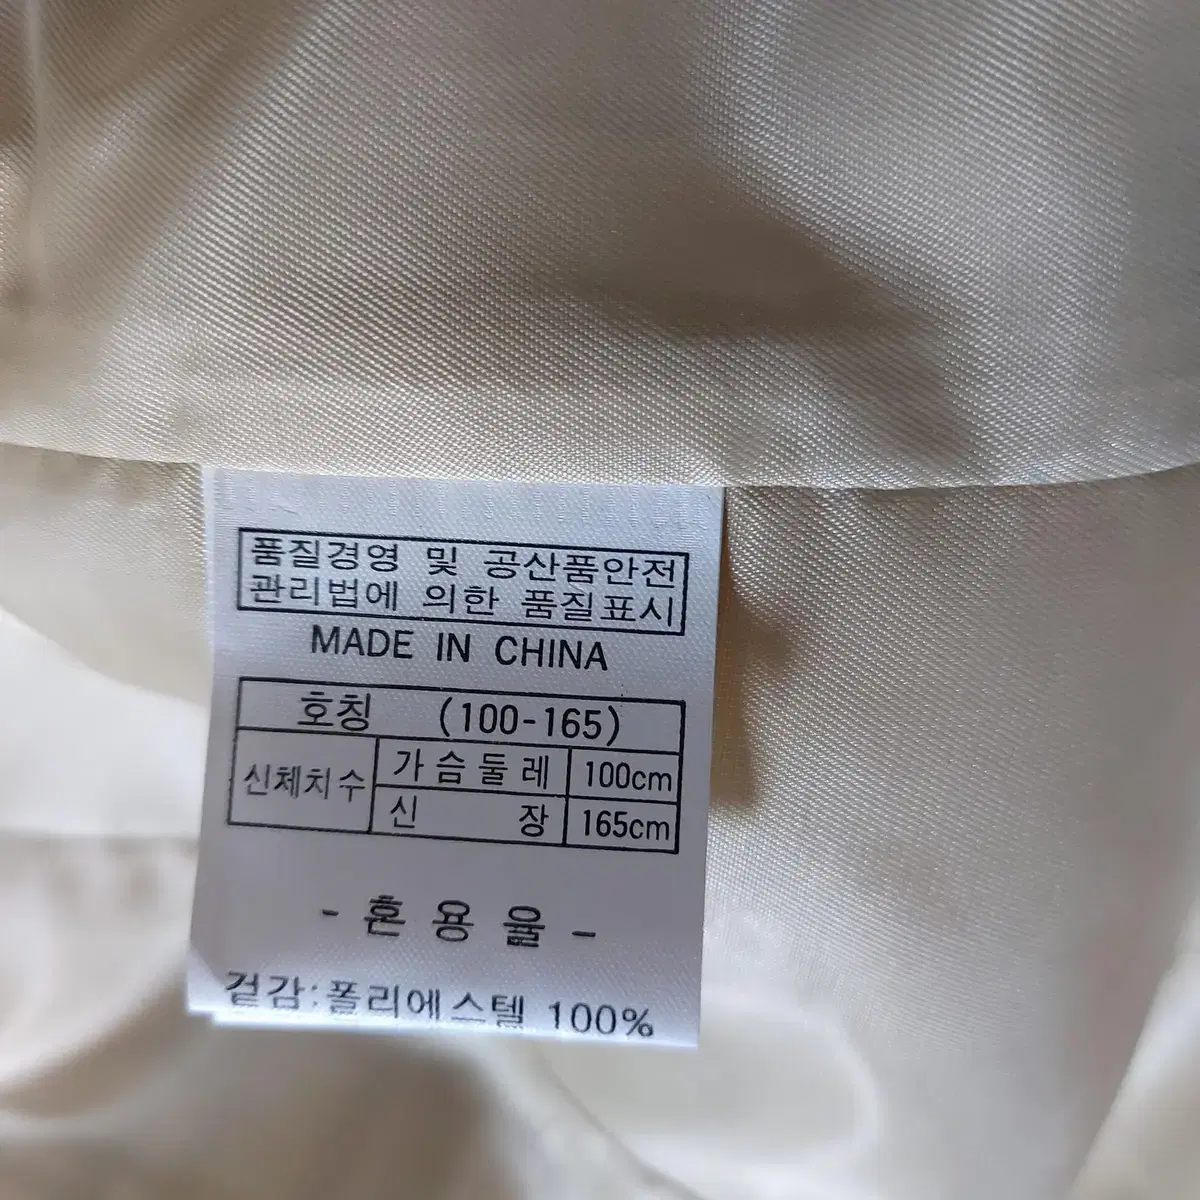 품질경영 및 공산품안전
관리법에 의한 품질표시
MADE IN CHINA
호칭 (100-165)
신체치수 가슴둘레 100cm
신 장 165cm
- 혼 용 율 -
겉감:폴리에스텔 100%